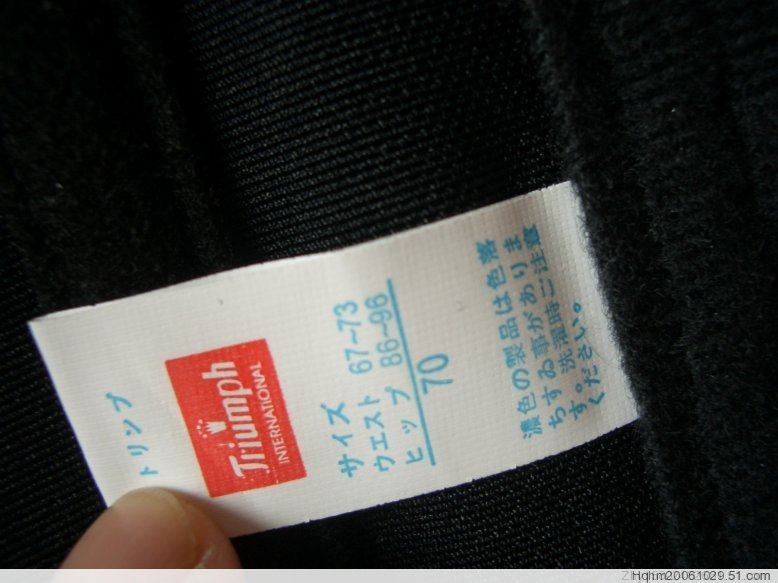 トリンプ
Triumph
INTERNATIONAL
サイズ
ウエスト 67~73
ヒップ 86~96
70
濃色の製品は色落
ちする事がありま
す。洗濯時ご注意
ください。
Hqhm20061029.51.com